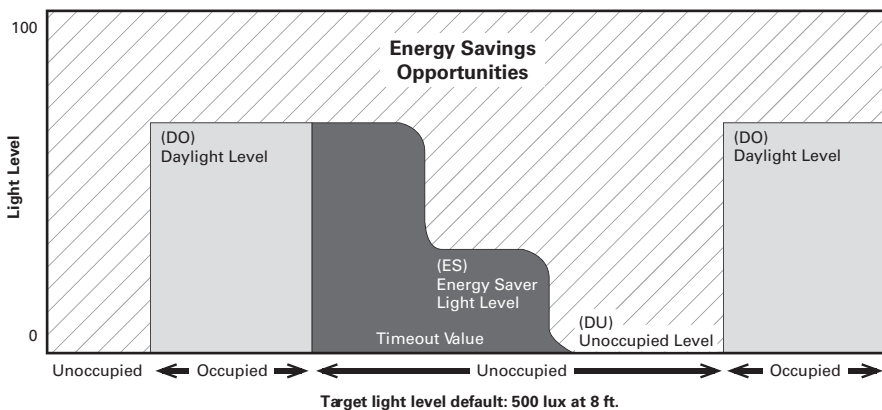 100
Energy Savings
Opportunities
Light Level
(DO)
Daylight Level
(DO)
Daylight Level
(ES)
Energy Saver
Light Level
(DU)
Unoccupied Level
Timeout Value
0
Unoccupied Occupied Unoccupied Occupied
Target light level default: 500 lux at 8 ft.